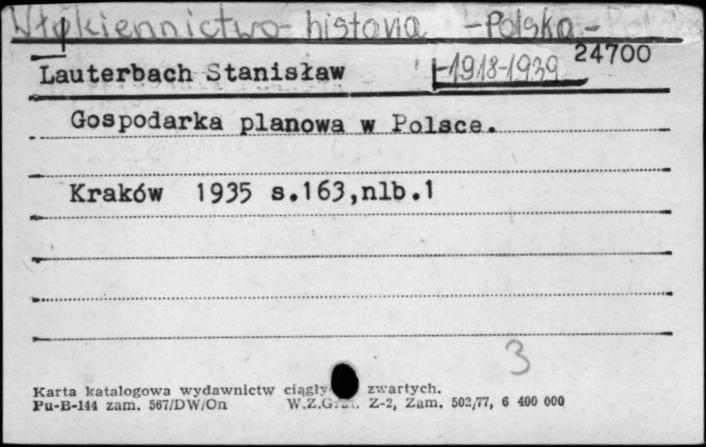 Włókiennictwo - historia - Polska -
24700
Lauterbach Stanisław -1918-1939
Gospodarka planowa w Polsce.
Kraków 1935 s.163,nlb.1
3
Karta katalogowa wydawnictw zwartych.
Pu-B-144 zam. 567/DW/On W.Z.Graf. Z-2, Zam. 502/77, 6 400 000